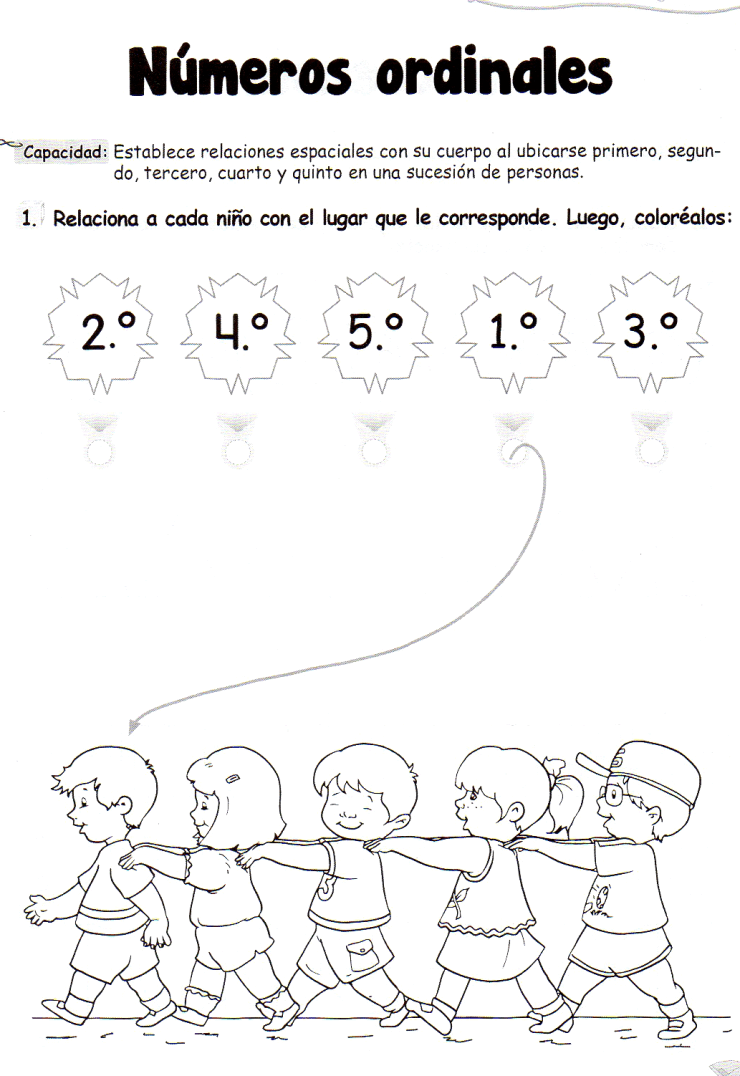 Números ordinales
Capacidad: Establece relaciones espaciales con su cuerpo al ubicarse primero, segun-
do, tercero, cuarto y quinto en una sucesión de personas.
1. Relaciona a cada niño con el lugar que le corresponde. Luego, coloréalos:
2.º 4.º 5.º 1.º 3.º